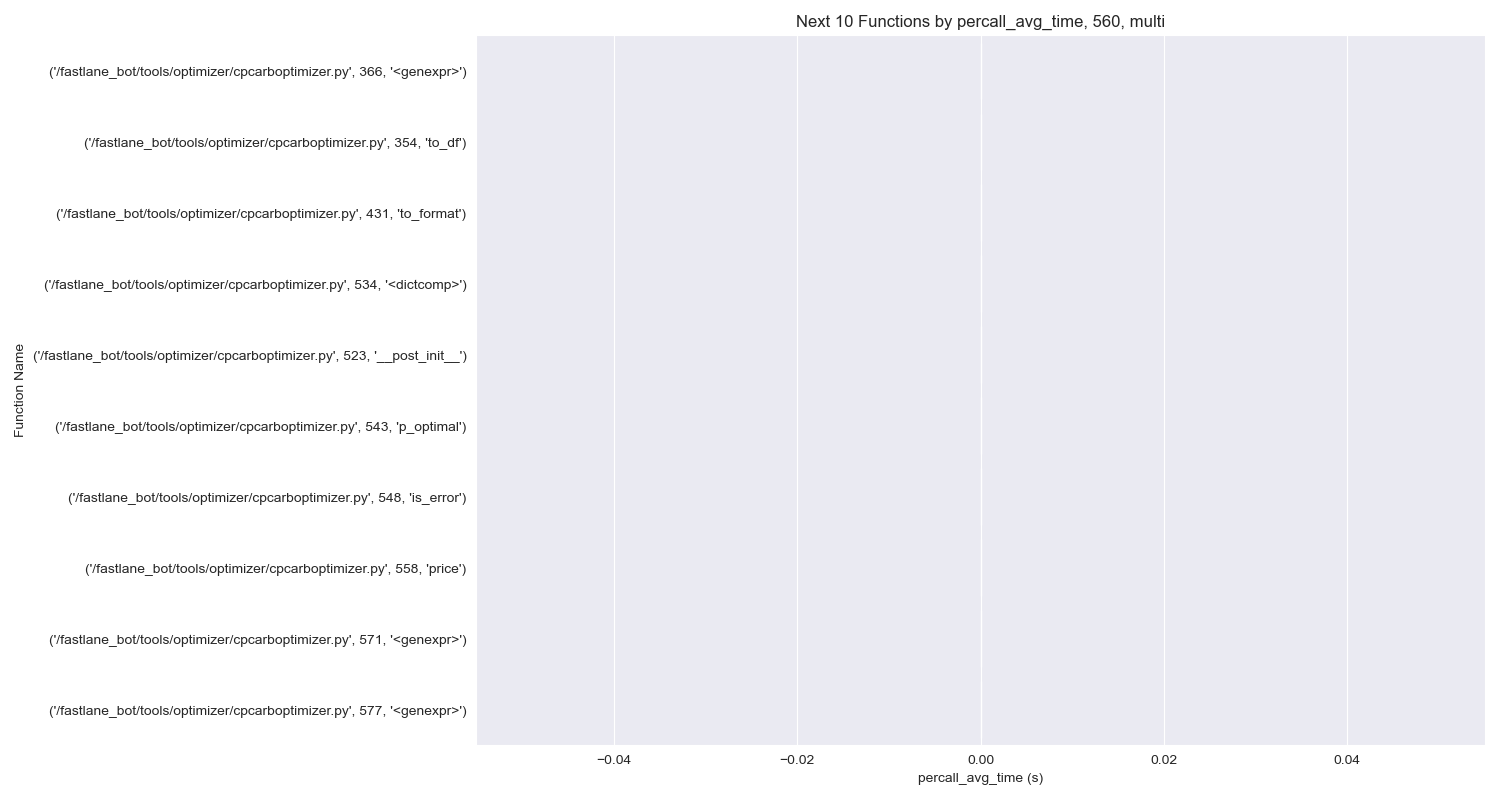 Next 10 Functions by percall_avg_time, 560, multi
Function Name
('/fastlane_bot/tools/optimizer/cpcarboptimizer.py', 366, '<genexpr>')
('/fastlane_bot/tools/optimizer/cpcarboptimizer.py', 354, 'to_df')
('/fastlane_bot/tools/optimizer/cpcarboptimizer.py', 431, 'to_format')
('/fastlane_bot/tools/optimizer/cpcarboptimizer.py', 534, '<dictcomp>')
('/fastlane_bot/tools/optimizer/cpcarboptimizer.py', 523, '__post_init__')
('/fastlane_bot/tools/optimizer/cpcarboptimizer.py', 543, 'p_optimal')
('/fastlane_bot/tools/optimizer/cpcarboptimizer.py', 548, 'is_error')
('/fastlane_bot/tools/optimizer/cpcarboptimizer.py', 558, 'price')
('/fastlane_bot/tools/optimizer/cpcarboptimizer.py', 571, '<genexpr>')
('/fastlane_bot/tools/optimizer/cpcarboptimizer.py', 577, '<genexpr>')
−0.04 −0.02 0.00 0.02 0.04
percall_avg_time (s)